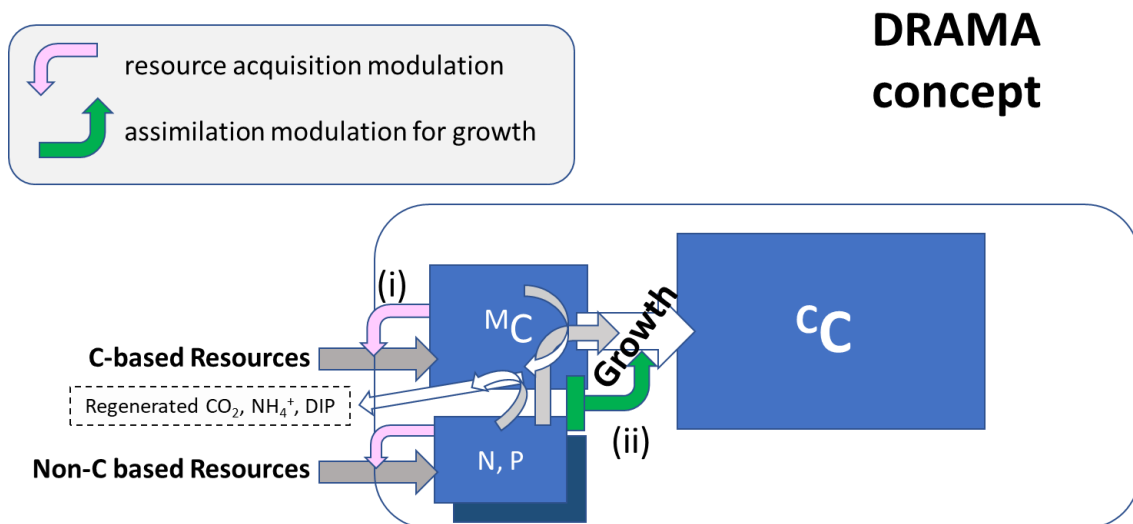 DRAMA
concept
resource acquisition modulation
assimilation modulation for growth
(i)
ᴹC
Growth
ᶜC
C-based Resources
Regenerated CO₂, NH₄⁺, DIP
Non-C based Resources
N, P
(ii)